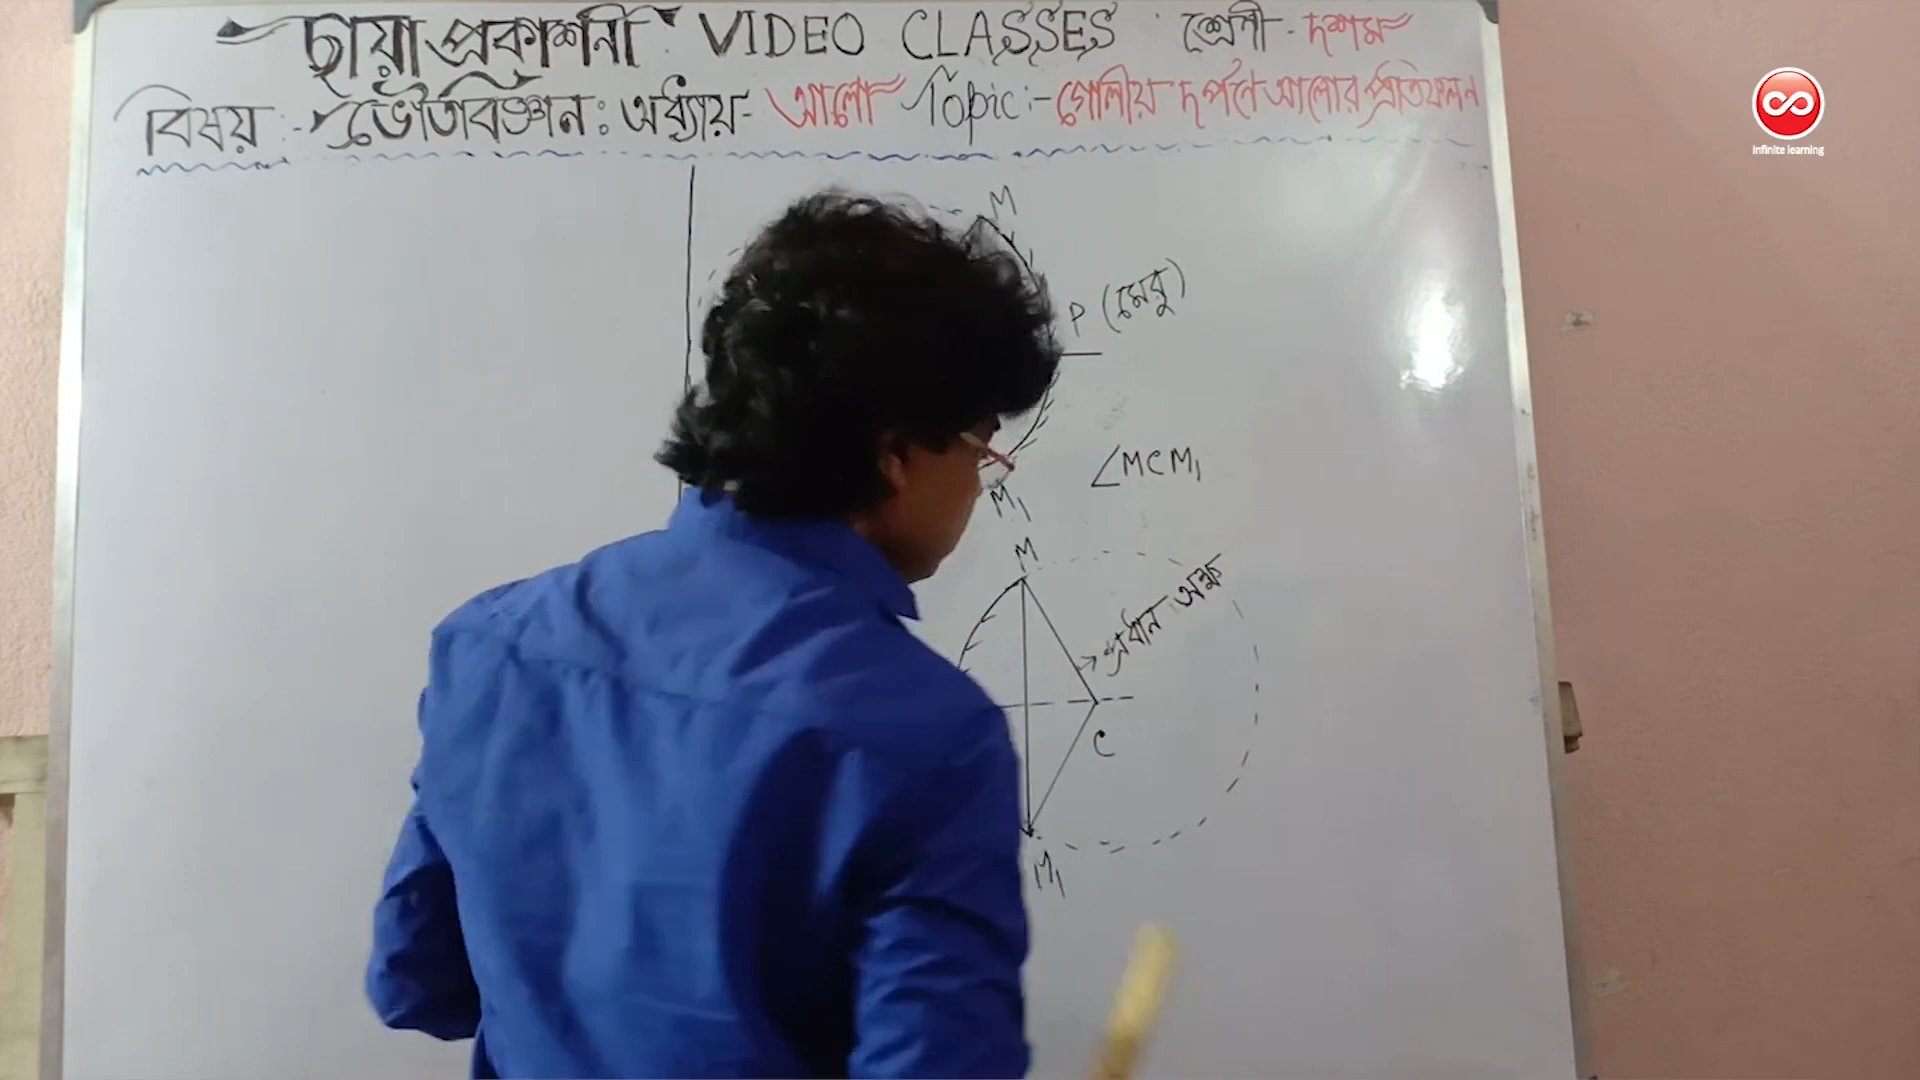 ছায়া প্রকাশনী VIDEO CLASSES শ্রেণী - দশম
বিষয় :- ভৌতবিজ্ঞান : অধ্যায় - আলো Topic :- গোলীয় দর্পণে আলোর প্রতিফলন
infinite learning
M
P (মেরু)
∠MCM₁
M₁
M
প্রধান অক্ষ
C
M₁